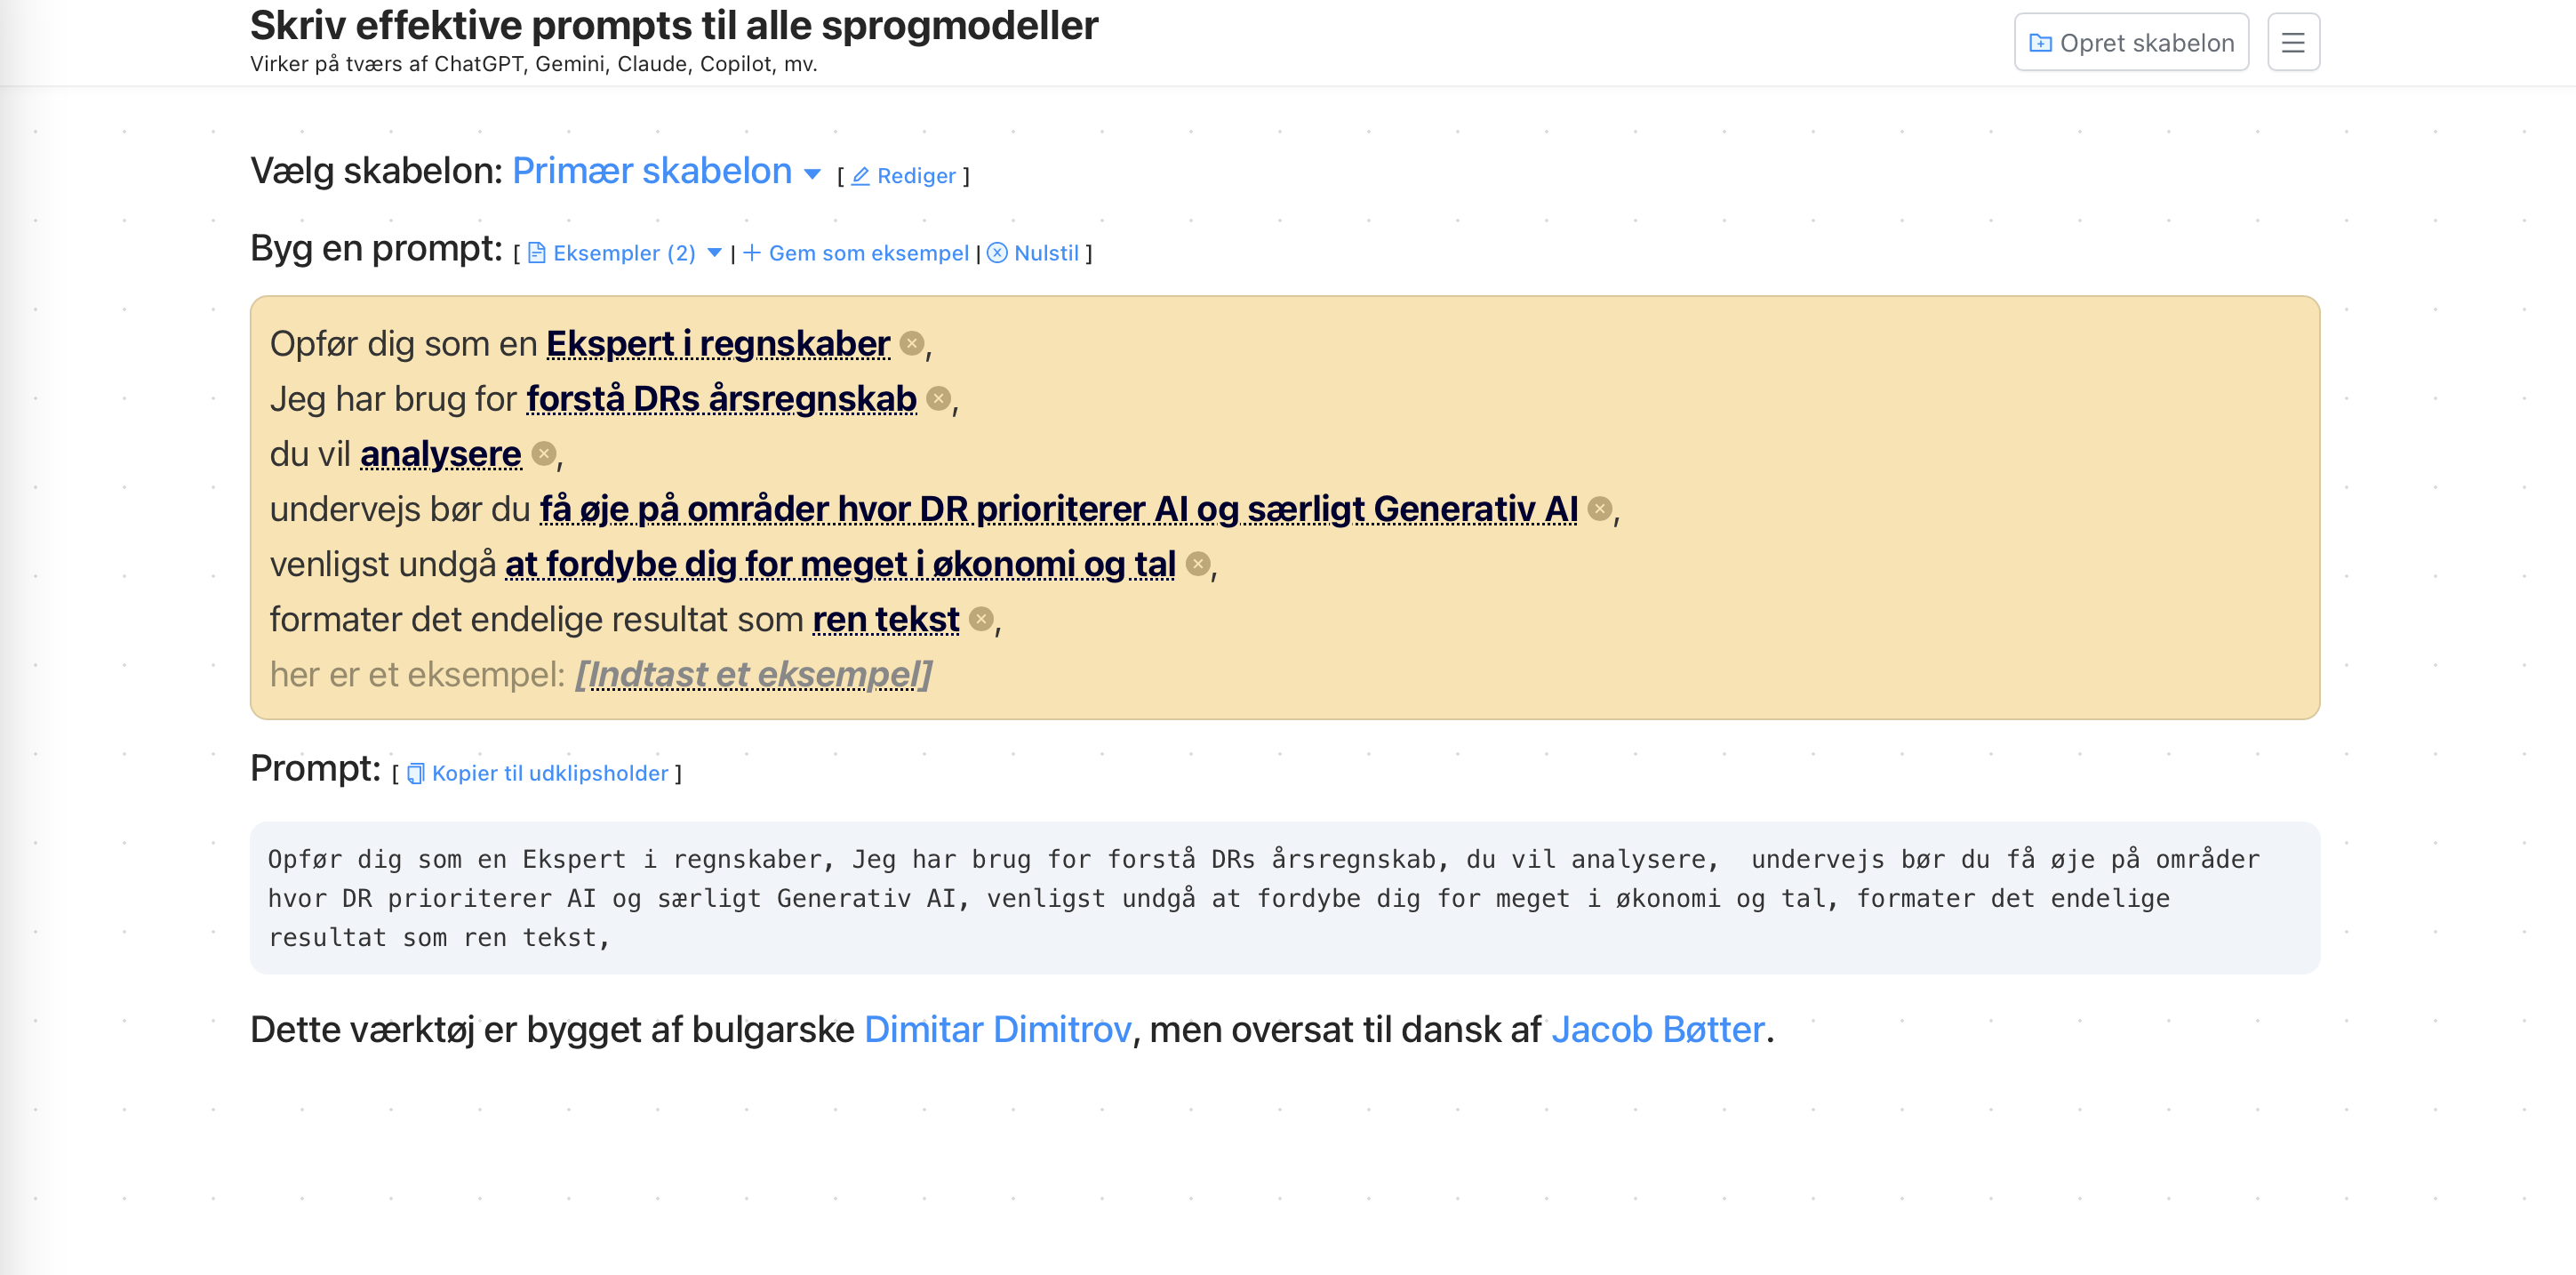 Skriv effektive prompts til alle sprogmodeller
Virker på tværs af ChatGPT, Gemini, Claude, Copilot, mv.
Opret skabelon
Vælg skabelon: Primær skabelon [ Rediger ]
Byg en prompt: [ Eksempler (2) | + Gem som eksempel | Nulstil ]
Opfør dig som en Ekspert i regnskaber ,
Jeg har brug for forstå DRs årsregnskab ,
du vil analysere ,
undervejs bør du få øje på områder hvor DR prioriterer AI og særligt Generativ AI ,
venligst undgå at fordybe dig for meget i økonomi og tal ,
formater det endelige resultat som ren tekst ,
her er et eksempel: [Indtast et eksempel]
Prompt: [ Kopier til udklipsholder ]
Opfør dig som en Ekspert i regnskaber, Jeg har brug for forstå DRs årsregnskab, du vil analysere,  undervejs bør du få øje på områder
hvor DR prioriterer AI og særligt Generativ AI, venligst undgå at fordybe dig for meget i økonomi og tal, formater det endelige
resultat som ren tekst,
Dette værktøj er bygget af bulgarske Dimitar Dimitrov, men oversat til dansk af Jacob Bøtter.